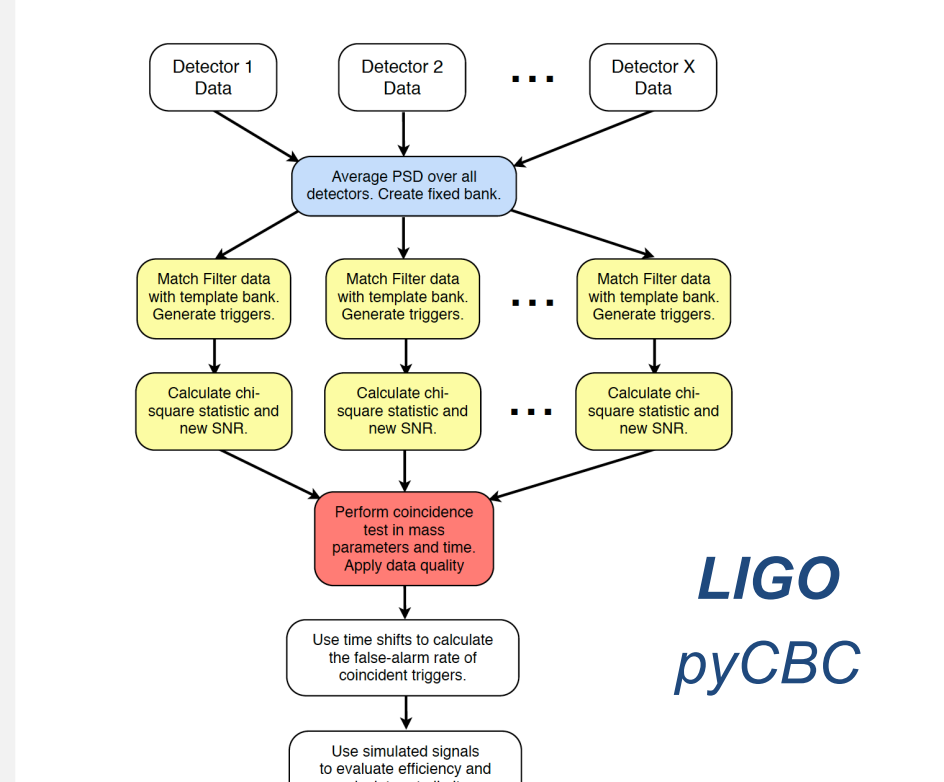 Detector 1
Data
Detector 2
Data
...
Detector X
Data
Average PSD over all
detectors. Create fixed bank.
Match Filter data
with template bank.
Generate triggers.
Match Filter data
with template bank.
Generate triggers.
...
Match Filter data
with template bank.
Generate triggers.
Calculate chi-
square statistic and
new SNR.
Calculate chi-
square statistic and
new SNR.
...
Calculate chi-
square statistic and
new SNR.
Perform coincidence
test in mass
parameters and time.
Apply data quality
LIGO
pyCBC
Use time shifts to calculate
the false-alarm rate of
coincident triggers.
Use simulated signals
to evaluate efficiency and